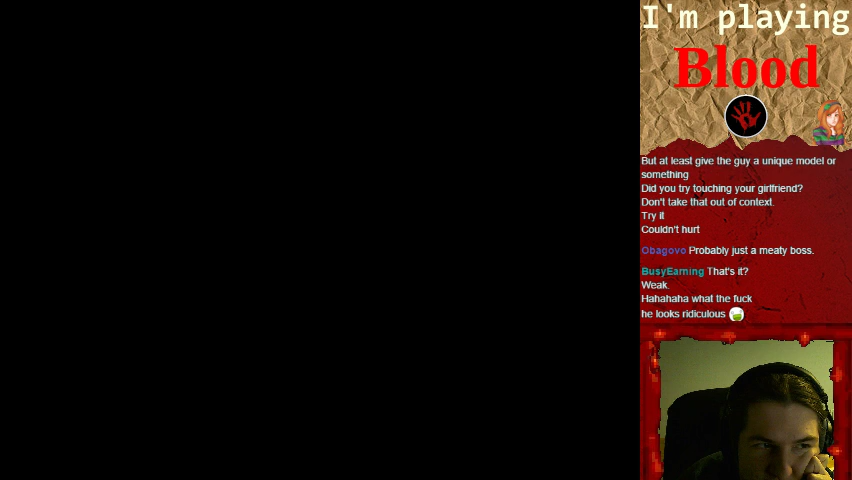 I'm playing
Blood
But at least give the guy a unique model or
something
Did you try touching your girlfriend?
Don't take that out of context.
Try it
Couldn't hurt
Obagovo Probably just a meaty boss.
BusyEarning That's it?
Weak.
Hahahaha what the fuck
he looks ridiculous